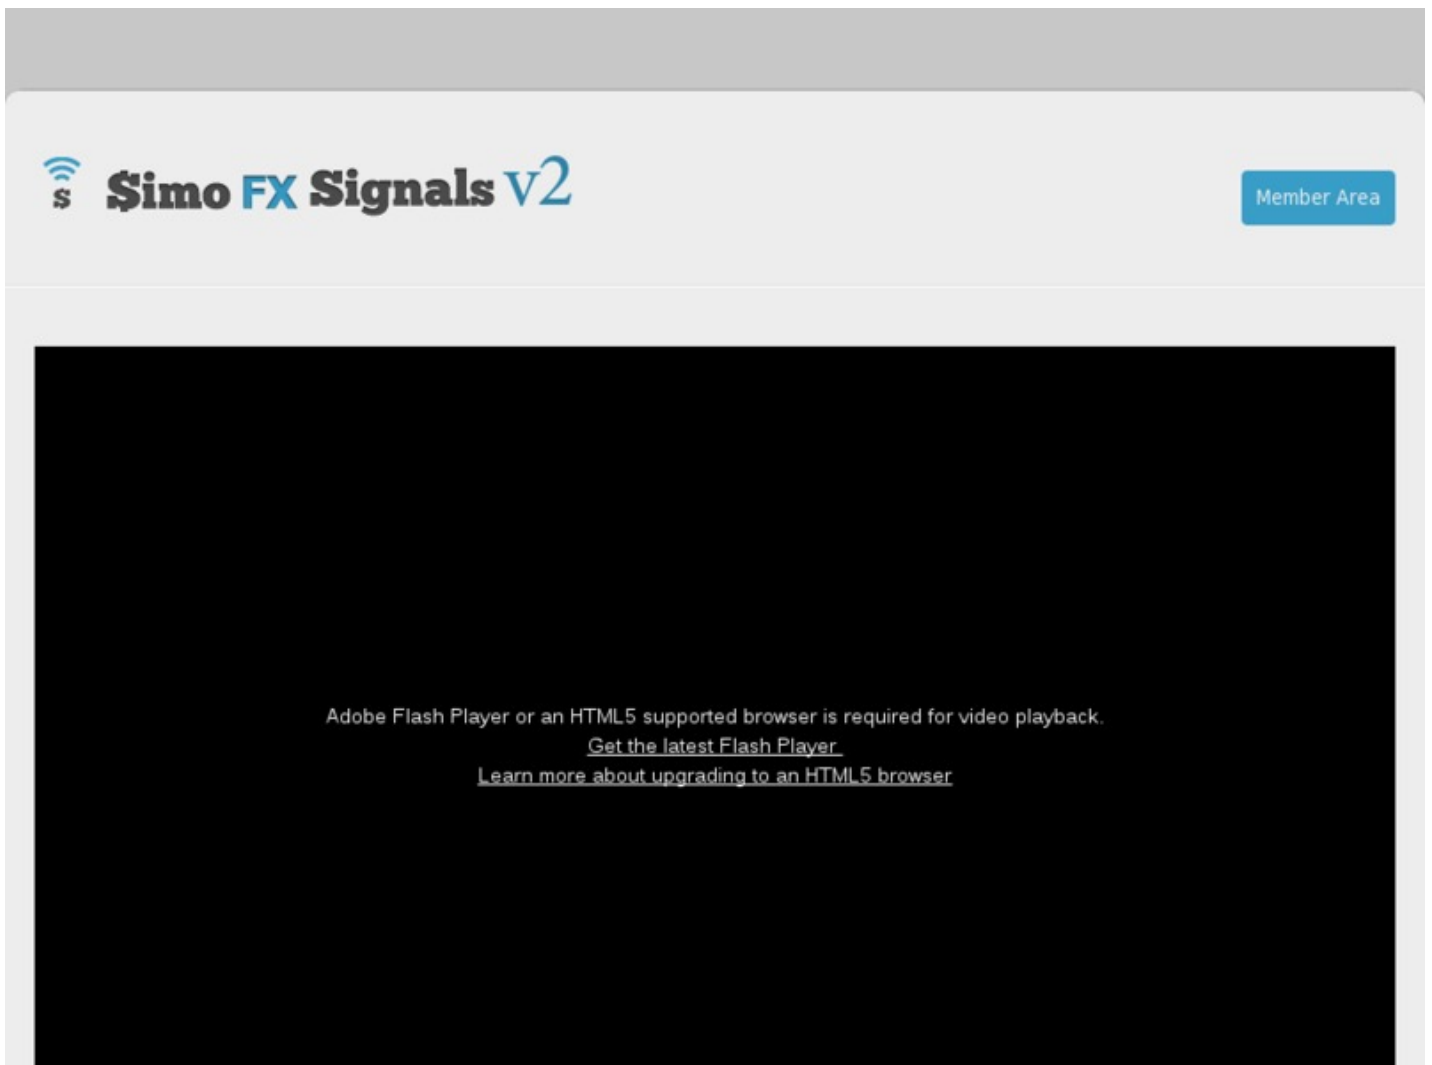 $
$imo FX Signals v2
Member Area
Adobe Flash Player or an HTML5 supported browser is required for video playback.
Get the latest Flash Player
Learn more about upgrading to an HTML5 browser